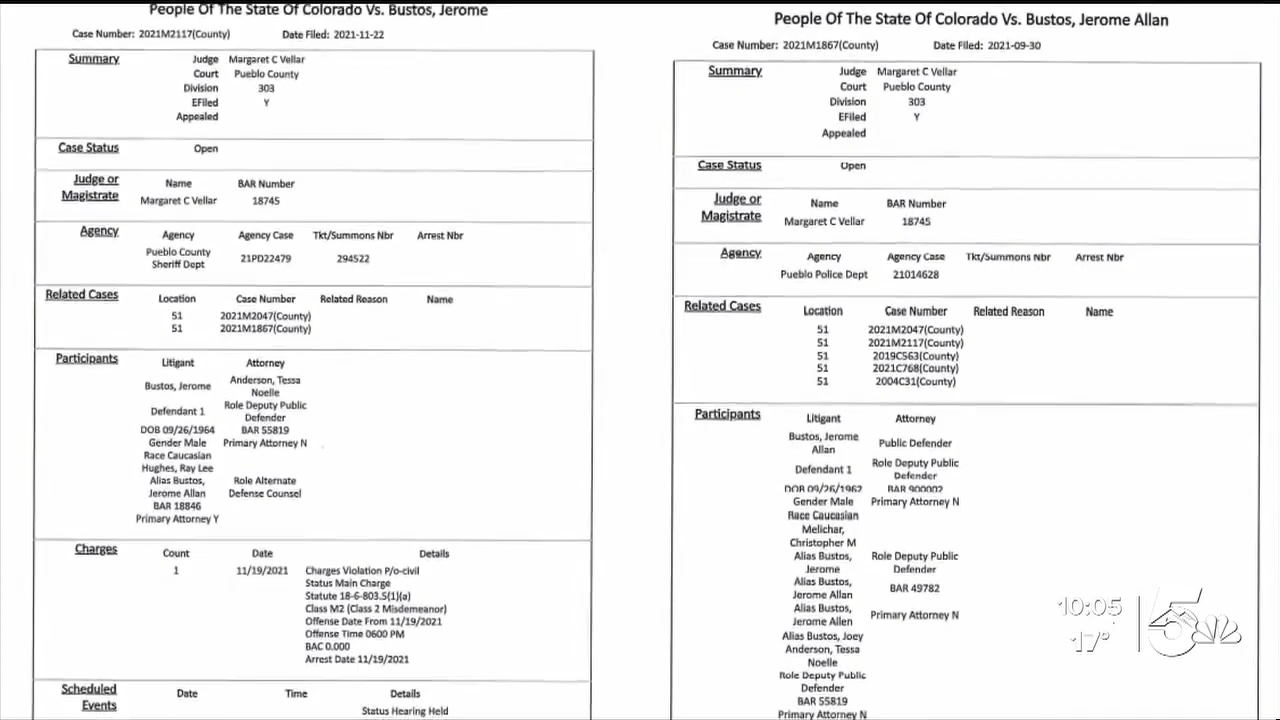 People Of The State Of Colorado Vs. Bustos, Jerome
Case Number: 2021M2117(County) Date Filed: 2021-11-22
Summary Judge Margaret C Vellar
Court Pueblo County
Division 303
EFiled Y
Appealed
Case Status Open
Judge or Magistrate Name BAR Number
Margaret C Vellar 18745
Agency Agency Agency Case Tkt/Summons Nbr Arrest Nbr
Pueblo County Sheriff Dept 21PD22479 294522
Related Cases Location Case Number Related Reason Name
51 2021M2047(County)
51 2021M1867(County)
Participants Litigant Attorney
Bustos, Jerome Anderson, Tessa Noelle
Defendant 1 Role Deputy Public Defender
DOB 09/26/1964 BAR 55819
Gender Male Primary Attorney N
Race Caucasian
Hughes, Ray Lee
Alias Bustos, Role Alternate
Jerome Allan Defense Counsel
BAR 18846
Primary Attorney Y
Charges Count Date Details
1 11/19/2021 Charges Violation P/o-civil
Status Main Charge
Statute 18-6-803.5(1)(a)
Class M2 (Class 2 Misdemeanor)
Offense Date From 11/19/2021
Offense Time 0600 PM
BAC 0.000
Arrest Date 11/19/2021
Scheduled Events Date Time Details
Status Hearing Held
People Of The State Of Colorado Vs. Bustos, Jerome Allan
Case Number: 2021M1867(County) Date Filed: 2021-09-30
Summary Judge Margaret C Vellar
Court Pueblo County
Division 303
EFiled Y
Appealed
Case Status Open
Judge or Magistrate Name BAR Number
Margaret C Vellar 18745
Agency Agency Agency Case Tkt/Summons Nbr Arrest Nbr
Pueblo Police Dept 21014628
Related Cases Location Case Number Related Reason Name
51 2021M2047(County)
51 2021M2117(County)
51 2019C563(County)
51 2021C768(County)
51 2004C31(County)
Participants Litigant Attorney
Bustos, Jerome Allan Public Defender
Defendant 1 Role Deputy Public Defender
DOB 09/26/1962 BAR 900002
Gender Male Primary Attorney N
Race Caucasian
Melichar,
Christopher M
Alias Bustos, Role Deputy Public
Jerome Defender
Alias Bustos, BAR 49782
Jerome Allan
Alias Bustos, Primary Attorney N
Jerome Allen
Alias Bustos, Joey
Anderson, Tessa
Noelle
Role Deputy Public
Defender
BAR 55819
Primary Attorney N
10:05
17°
5